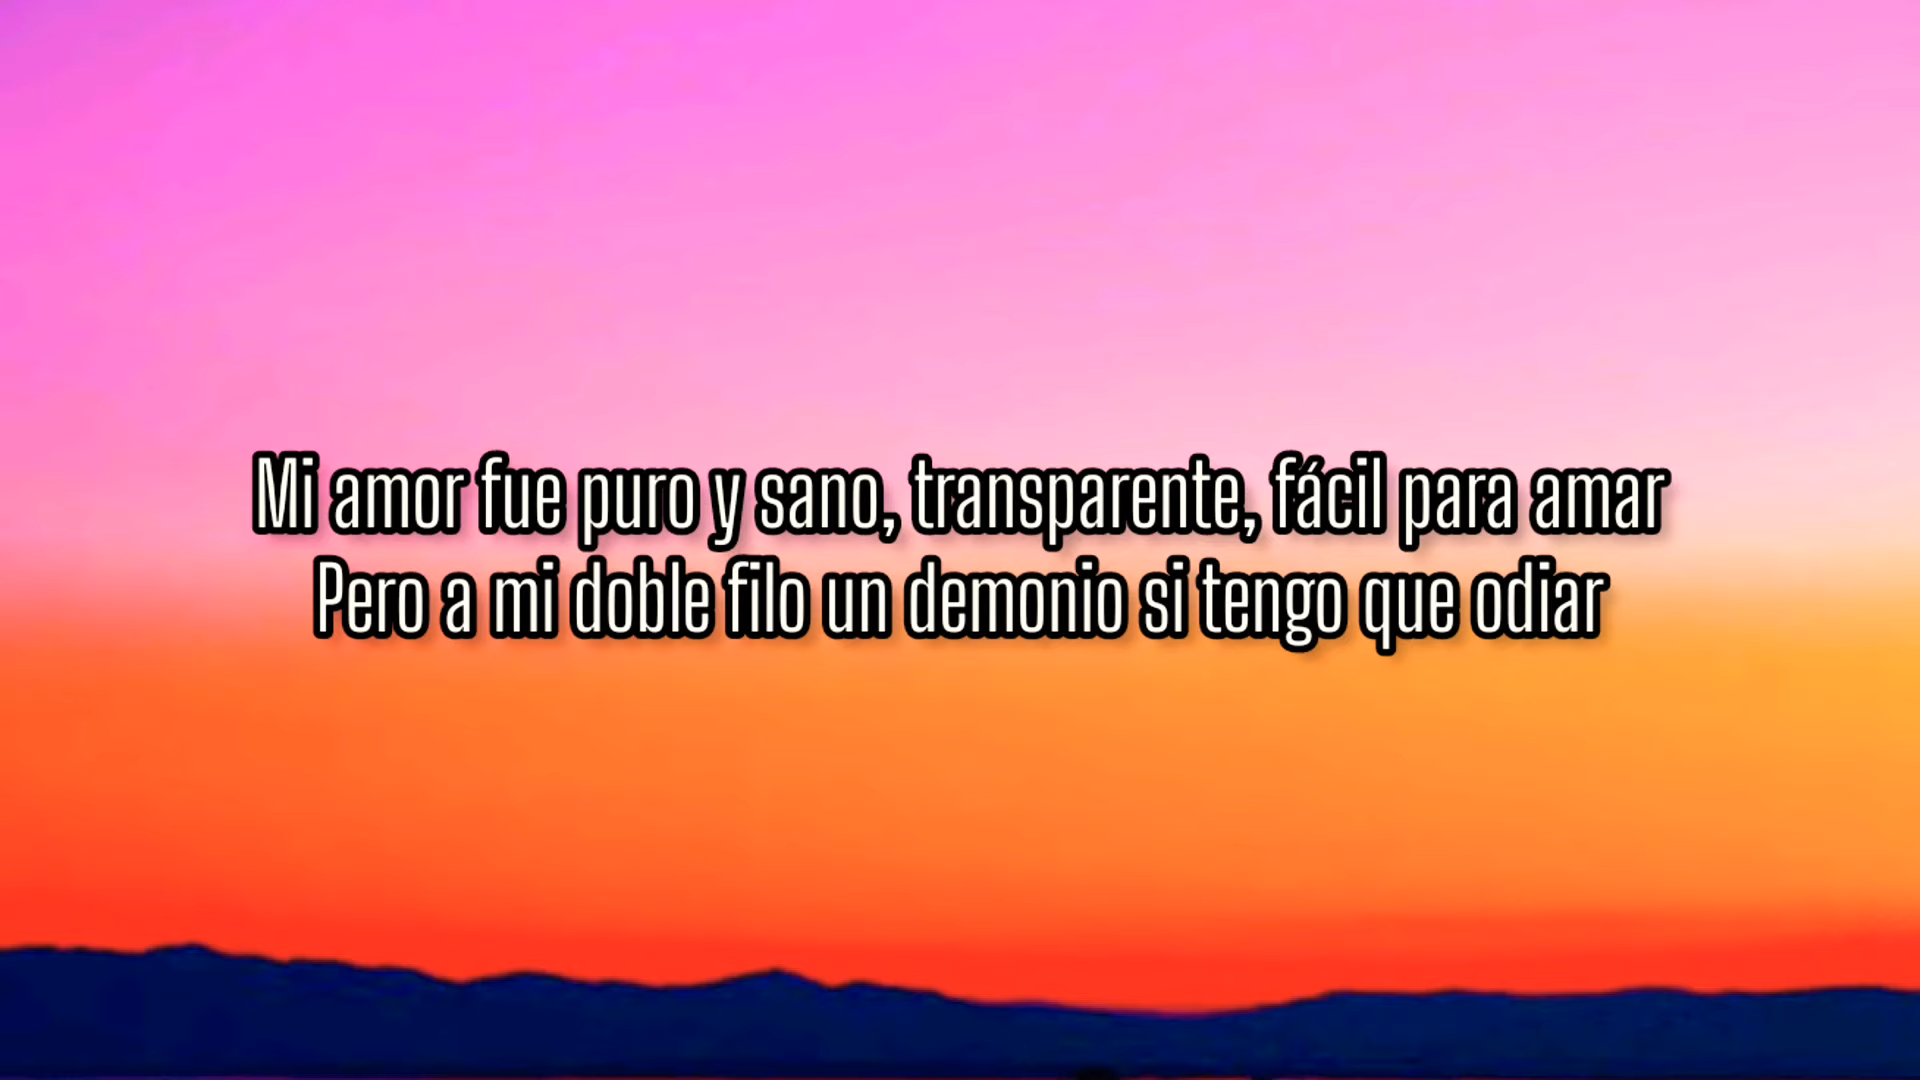 Mi amor fue puro y sano, transparente, fácil para amar
Pero a mi doble filo un demonio si tengo que odiar